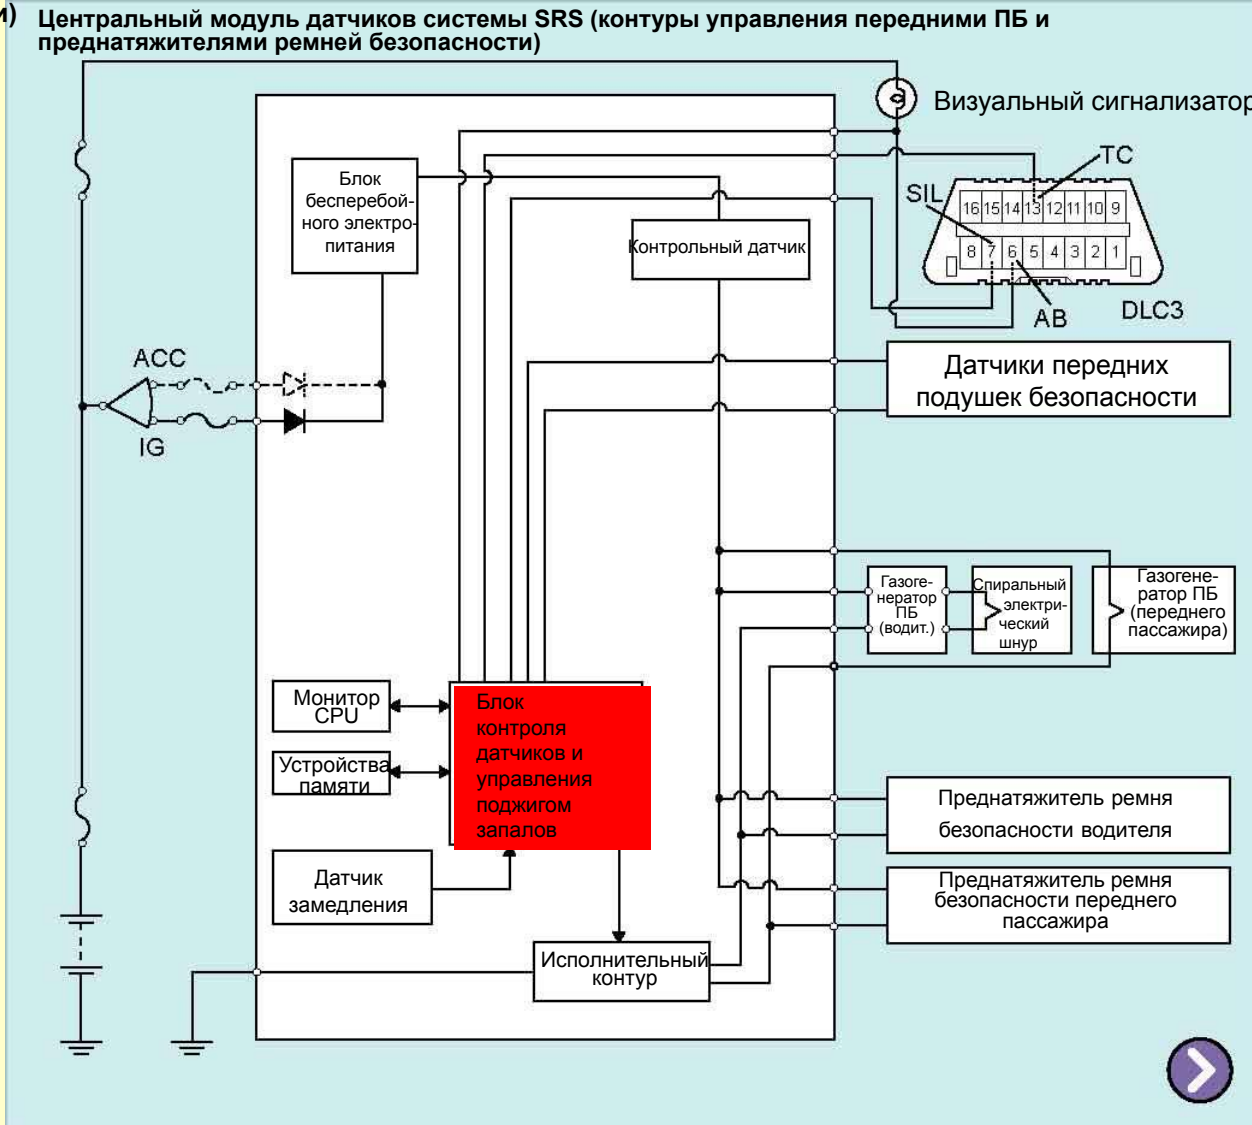 и)
Центральный модуль датчиков системы SRS (контуры управления передними ПБ и
преднатяжителями ремней безопасности)
Визуальный сигнализатор
Блок
бесперебой-
ного электро-
питания
Контрольный датчик
TC
SIL
16 15 14 13 12 11 10 9
8 7 6 5 4 3 2 1
AB
DLC3
ACC
IG
Датчики передних
подушек безопасности
Газоге-
нератор
ПБ
(водит.)
Спиральный
электри-
ческий
шнур
Газогене-
ратор ПБ
(переднего
пассажира)
Монитор
CPU
Устройства
памяти
Блок
контроля
датчиков и
управления
поджигом
запалов
Датчик
замедления
Исполнительный
контур
Преднатяжитель ремня
безопасности водителя
Преднатяжитель ремня
безопасности переднего
пассажира